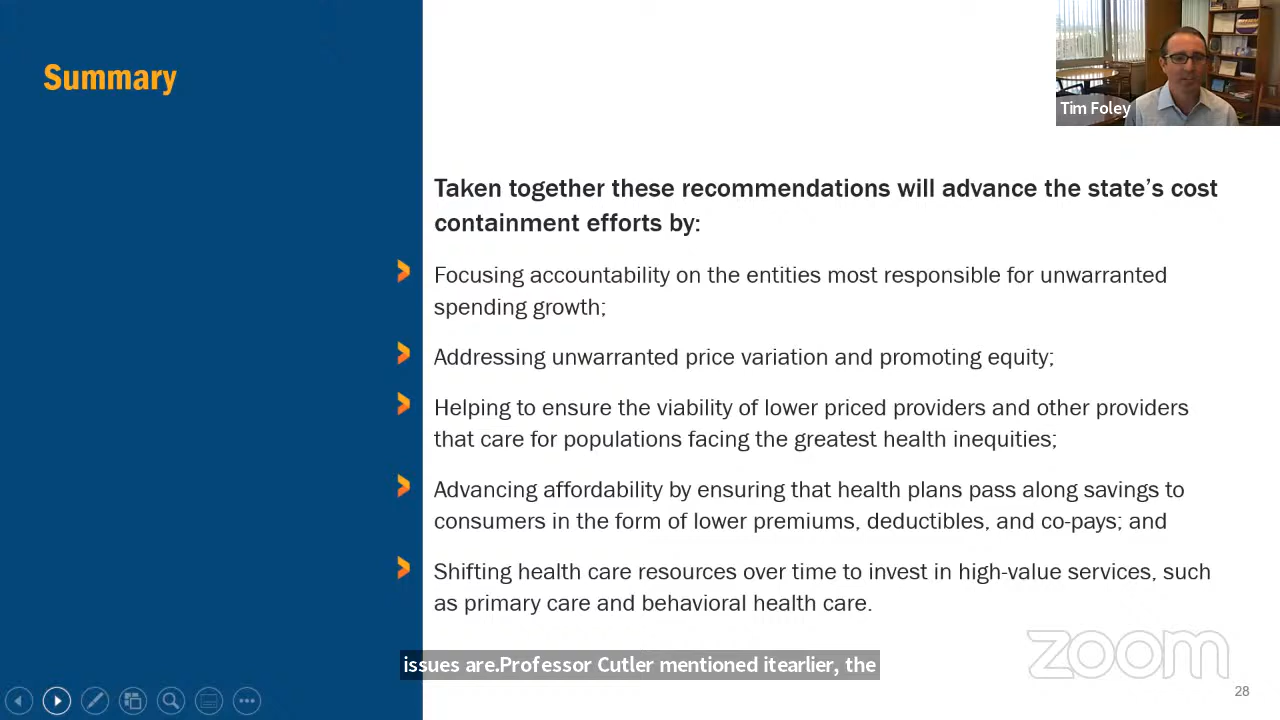 Summary
Tim Foley
Taken together these recommendations will advance the state's cost
containment efforts by:
Focusing accountability on the entities most responsible for unwarranted
spending growth;
Addressing unwarranted price variation and promoting equity;
Helping to ensure the viability of lower priced providers and other providers
that care for populations facing the greatest health inequities;
Advancing affordability by ensuring that health plans pass along savings to
consumers in the form of lower premiums, deductibles, and co-pays; and
Shifting health care resources over time to invest in high-value services, such
as primary care and behavioral health care.
issues are.Professor Cutler mentioned itearlier, the
zoom
28